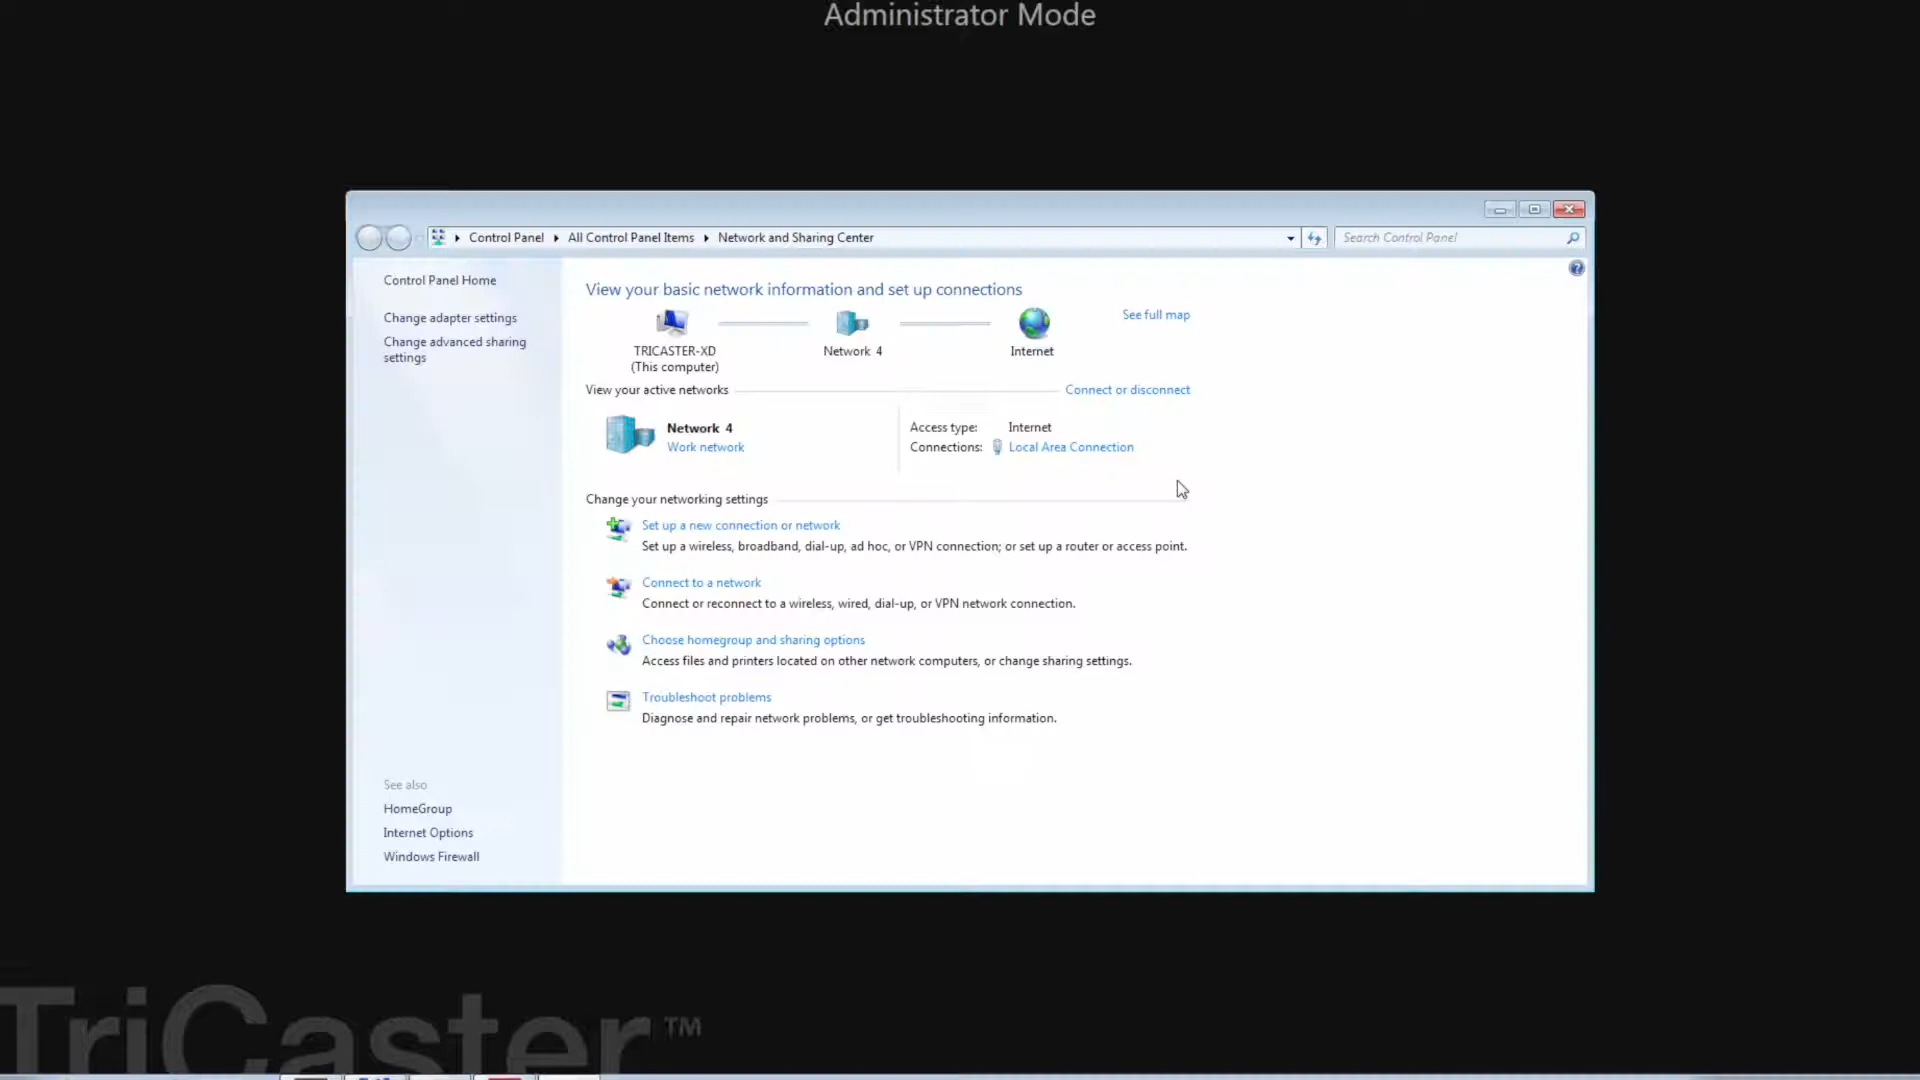 Administrator Mode
Control Panel
All Control Panel Items
Network and Sharing Center
Search Control Panel
Control Panel Home
Change adapter settings
Change advanced sharing
settings
View your basic network information and set up connections
See full map
TRICASTER-XD
(This computer)
Network 4
Internet
View your active networks
Connect or disconnect
Network 4
Work network
Access type:
Internet
Connections:
Local Area Connection
Change your networking settings
Set up a new connection or network
Set up a wireless, broadband, dial-up, ad hoc, or VPN connection; or set up a router or access point.
Connect to a network
Connect or reconnect to a wireless, wired, dial-up, or VPN network connection.
Choose homegroup and sharing options
Access files and printers located on other network computers, or change sharing settings.
Troubleshoot problems
Diagnose and repair network problems, or get troubleshooting information.
See also
HomeGroup
Internet Options
Windows Firewall
TriCaster™